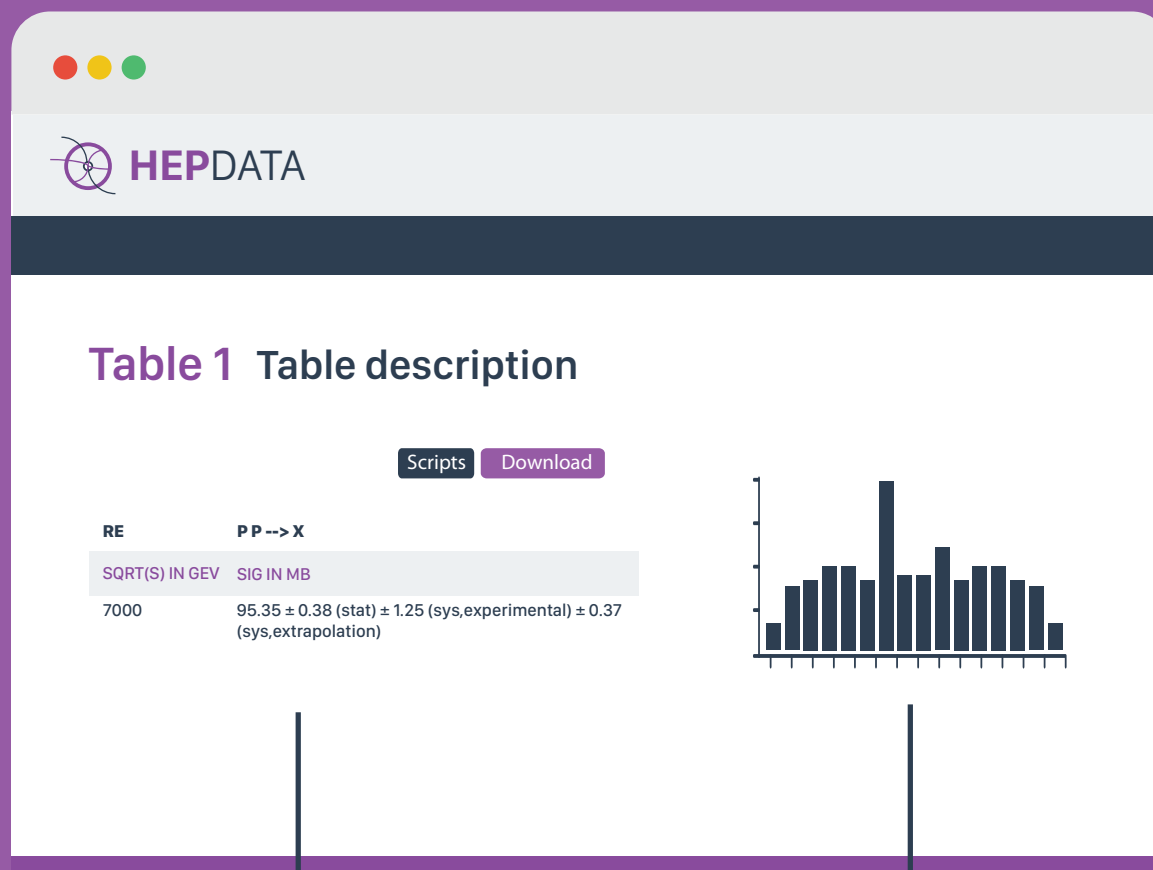 HEPDATA
Table 1 Table description
Scripts Download
RE P P --> X
SQRT(S) IN GEV SIG IN MB
7000 95.35 ± 0.38 (stat) ± 1.25 (sys,experimental) ± 0.37
(sys,extrapolation)